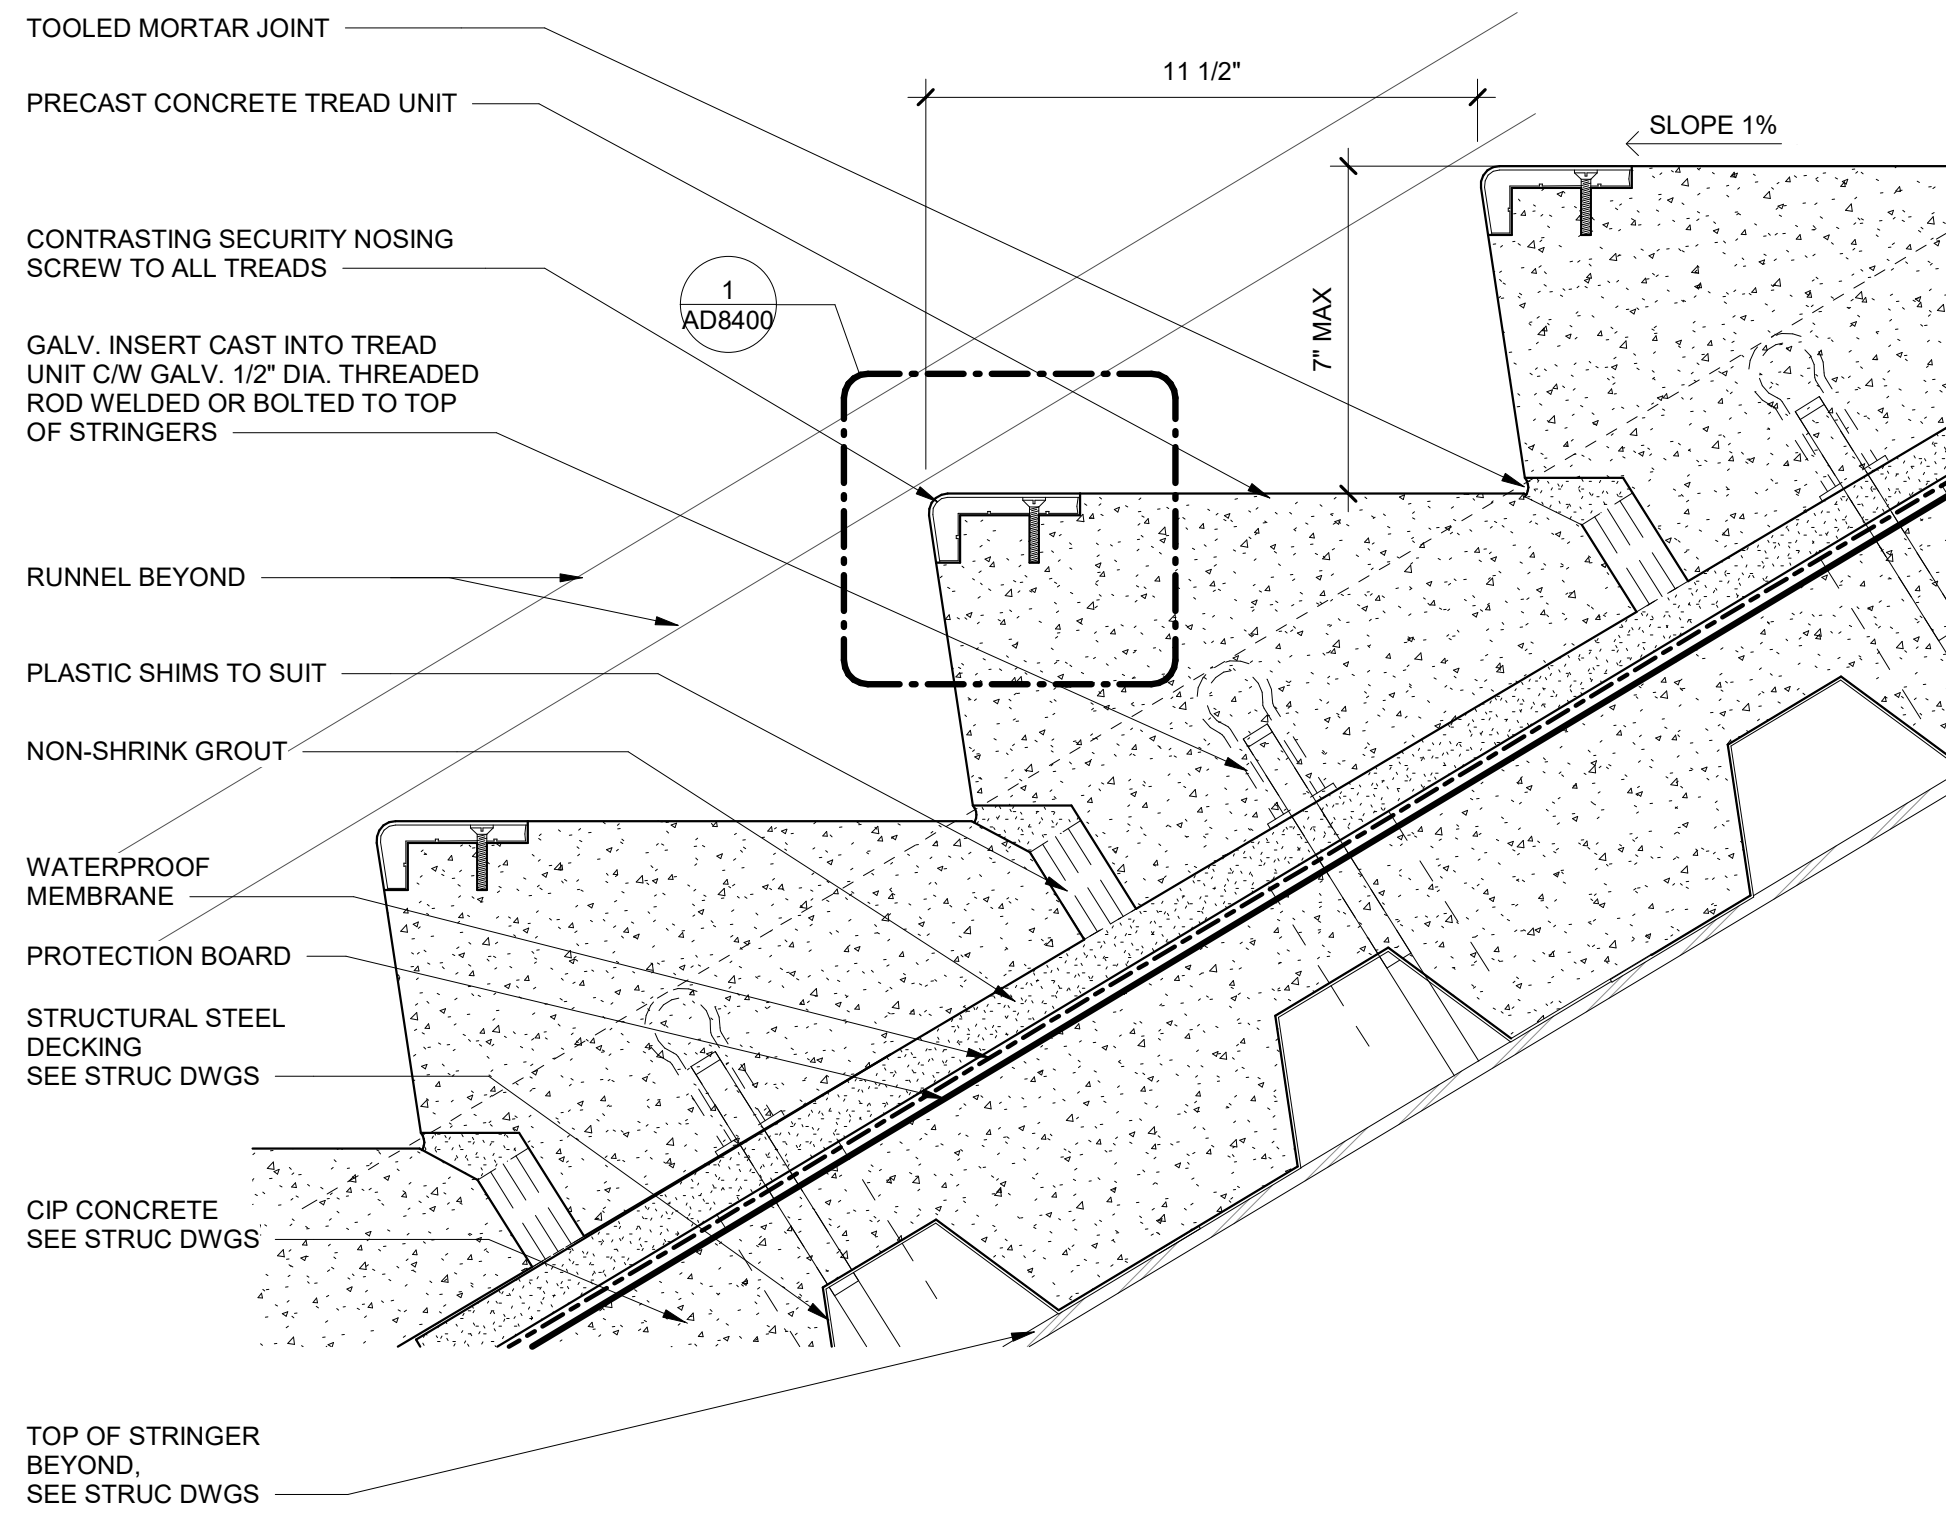 TOOLED MORTAR JOINT
11 1/2"
PRECAST CONCRETE TREAD UNIT
SLOPE 1%
CONTRASTING SECURITY NOSING
SCREW TO ALL TREADS
1
AD8400
7" MAX
GALV. INSERT CAST INTO TREAD
UNIT C/W GALV. 1/2" DIA. THREADED
ROD WELDED OR BOLTED TO TOP
OF STRINGERS
RUNNEL BEYOND
PLASTIC SHIMS TO SUIT
NON-SHRINK GROUT
WATERPROOF
MEMBRANE
PROTECTION BOARD
STRUCTURAL STEEL
DECKING
SEE STRUC DWGS
CIP CONCRETE
SEE STRUC DWGS
TOP OF STRINGER
BEYOND,
SEE STRUC DWGS